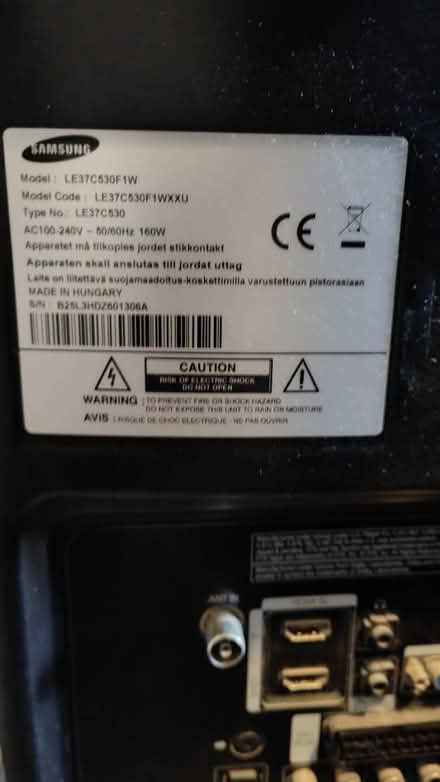 SAMSUNG
Model : LE37C530F1W
Model Code : LE37C530F1WXXU
Type No. : LE37C530
AC100-240V ~ 50/60Hz 160W
Apparatet må tilkoples jordet stikkontakt
Apparaten skall anslutas till jordat uttag
Laite on liitettävä suojamaadoitus-koskettimilla varustettuun pistorasiaan
MADE IN HUNGARY
S/N : B25L3HDZ601306A
CE
CAUTION
RISK OF ELECTRIC SHOCK
DO NOT OPEN
WARNING : TO PREVENT FIRE OR SHOCK HAZARD
DO NOT EXPOSE THIS UNIT TO RAIN OR MOISTURE
AVIS : RISQUE DE CHOC ELECTRIQUE - NE PAS OUVRIR
ANT IN